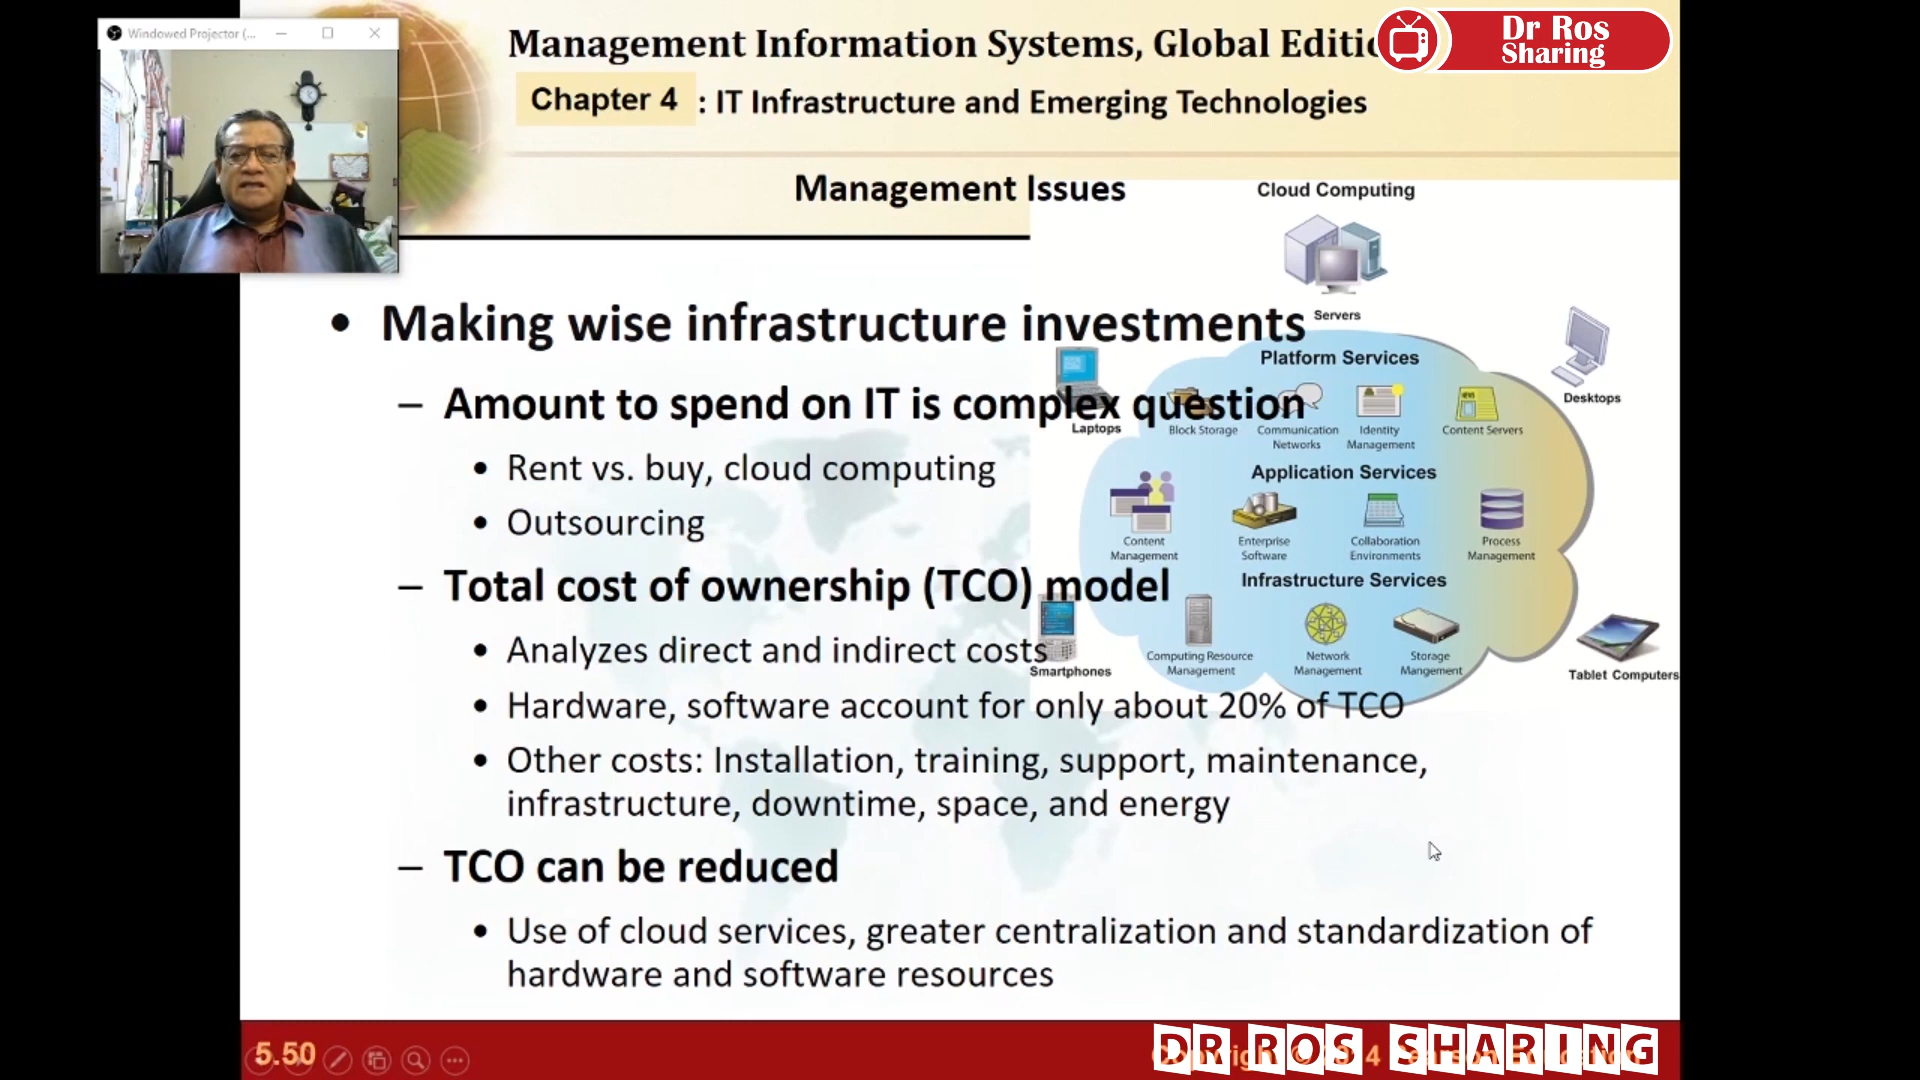 Windowed Projector (...
Management Information Systems, Global Editio
Dr Ros
Sharing
Chapter 4 : IT Infrastructure and Emerging Technologies
Management Issues
Cloud Computing
Servers
• Making wise infrastructure investments
Platform Services
– Amount to spend on IT is complex question
Laptops
Desktops
Block Storage
Communication
Networks
Identity
Management
Content Servers
• Rent vs. buy, cloud computing
Application Services
• Outsourcing
Content
Management
Enterprise
Software
Collaboration
Environments
Process
Management
– Total cost of ownership (TCO) model
Infrastructure Services
• Analyzes direct and indirect costs
Smartphones
Computing Resource
Management
Network
Management
Storage
Mangement
Tablet Computers
• Hardware, software account for only about 20% of TCO
• Other costs: Installation, training, support, maintenance,
infrastructure, downtime, space, and energy
– TCO can be reduced
• Use of cloud services, greater centralization and standardization of
hardware and software resources
5.50
DR ROS SHARING